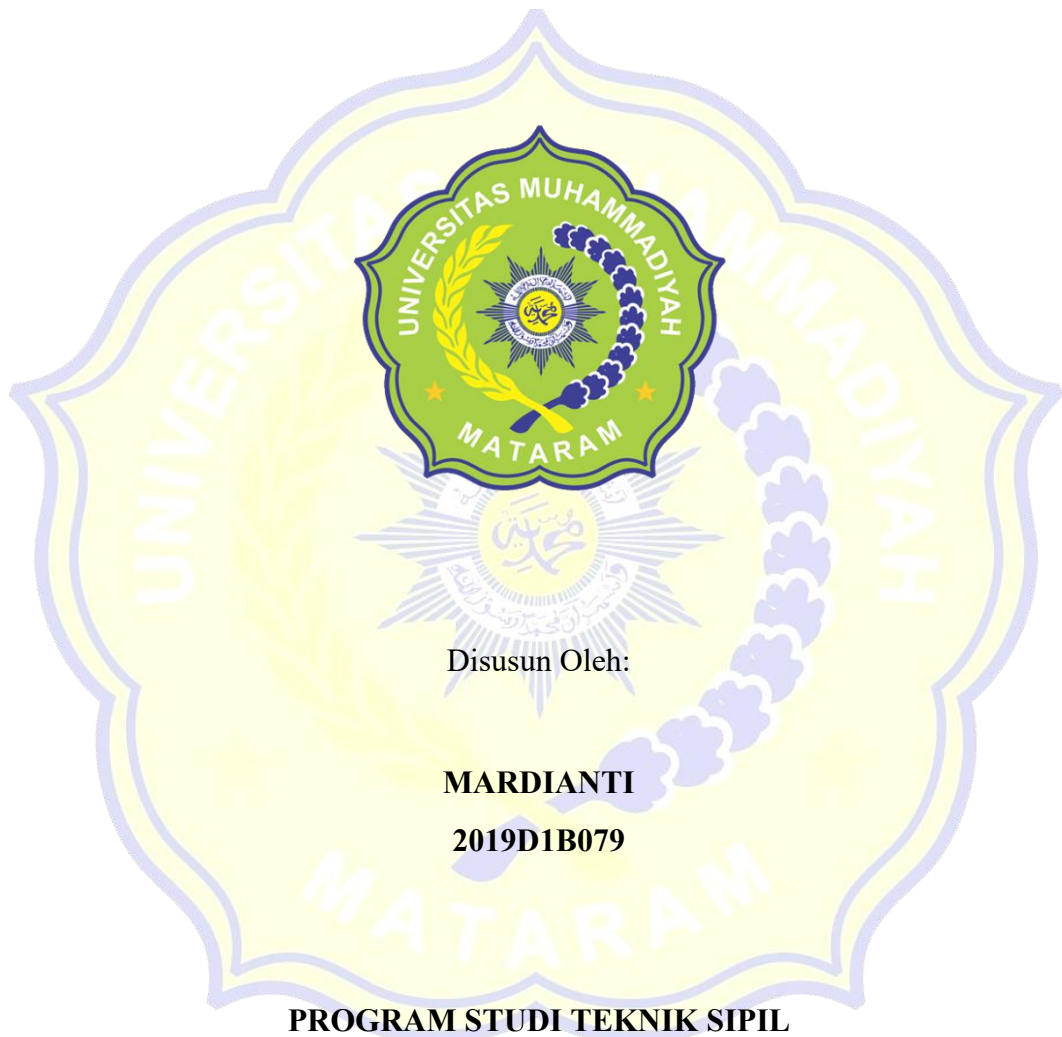 UNIVERSITAS MUHAMMADIYAH
MATARAM
Disusun Oleh:
MARDIANTI
2019D1B079
PROGRAM STUDI TEKNIK SIPIL